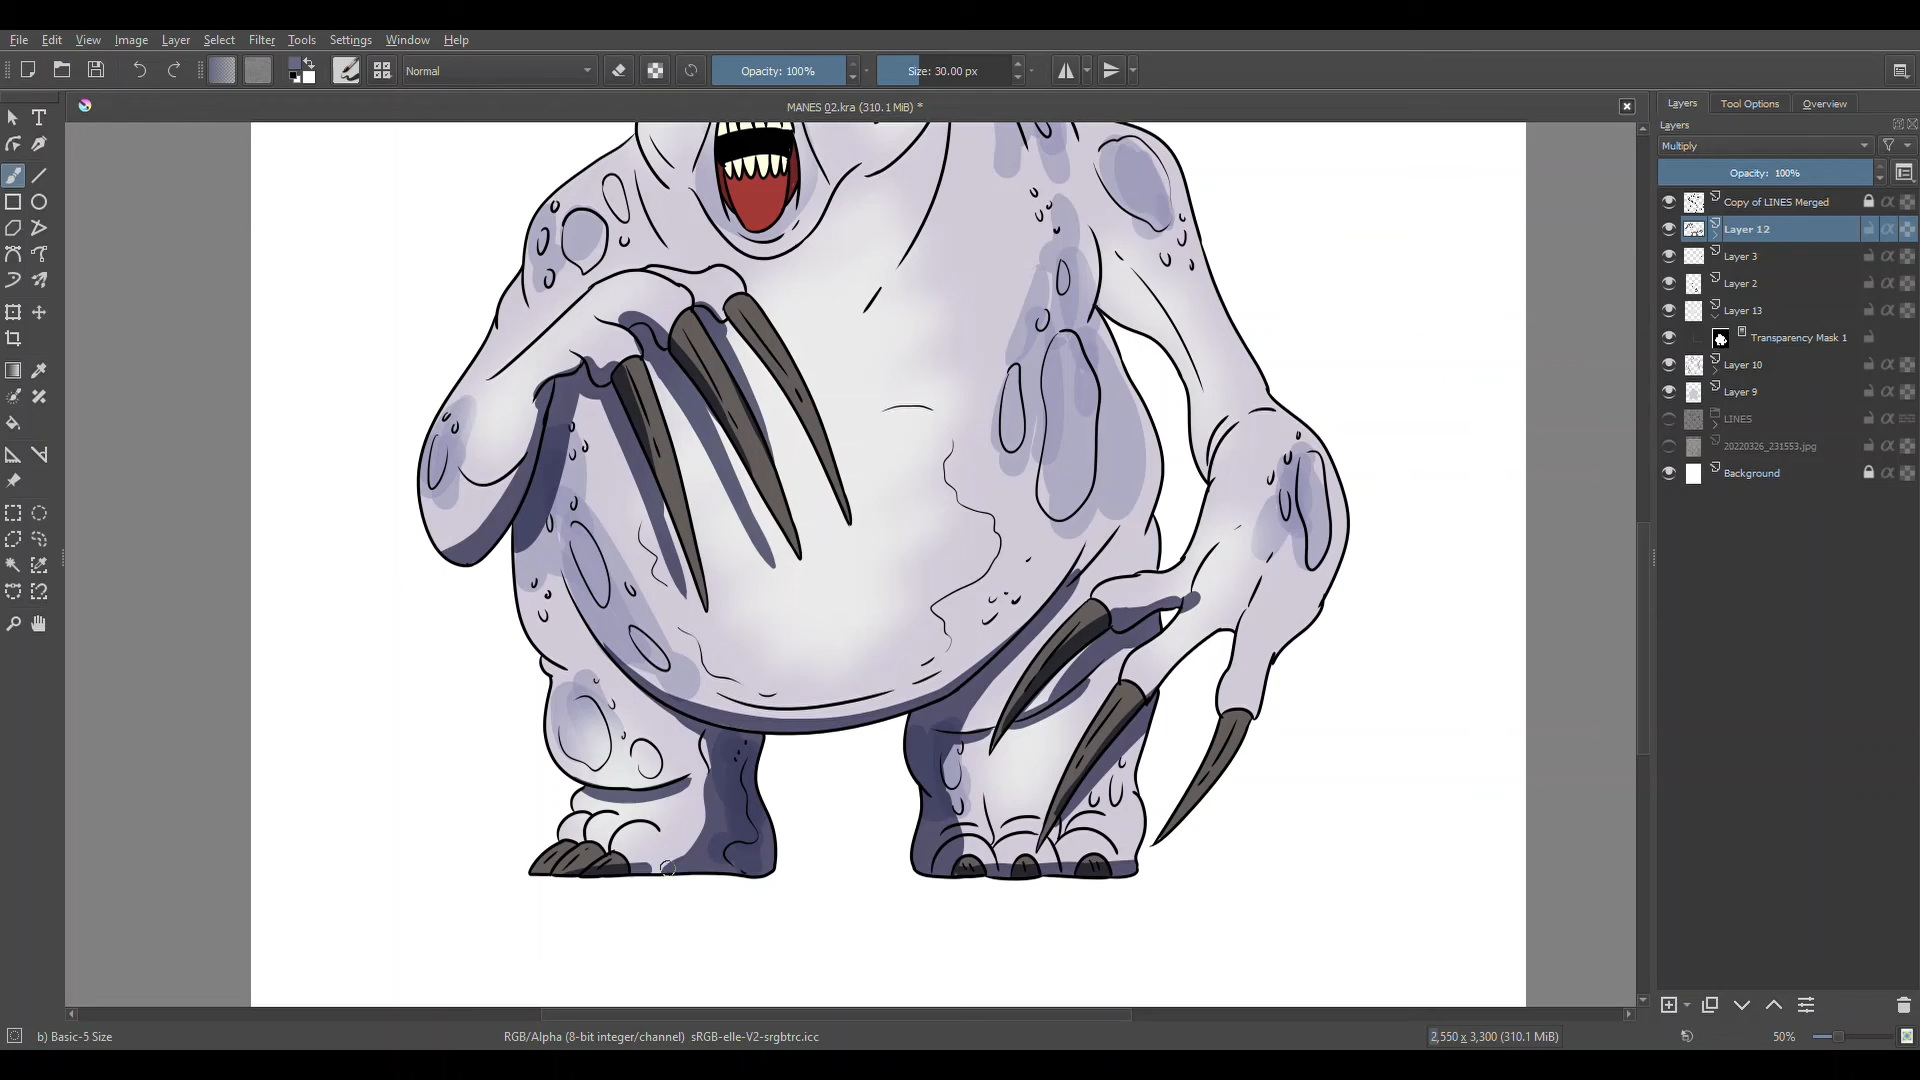 File Edit View Image Layer Select Filter Tools Settings Window Help
Normal Opacity: 100% Size: 30.00 px
MANES 02.kra (310.1 MiB) *
Layers Tool Options Overview
Layers
Multiply
Opacity: 100%
Copy of LINES Merged
Layer 12
Layer 3
Layer 2
Layer 13
Transparency Mask 1
Layer 10
Layer 9
LINES
20220326_231553.jpg
Background
b) Basic-5 Size RGB/Alpha (8-bit integer/channel) sRGB-elle-V2-srgbtrc.icc 2,550 x 3,300 (310.1 MiB) 50%